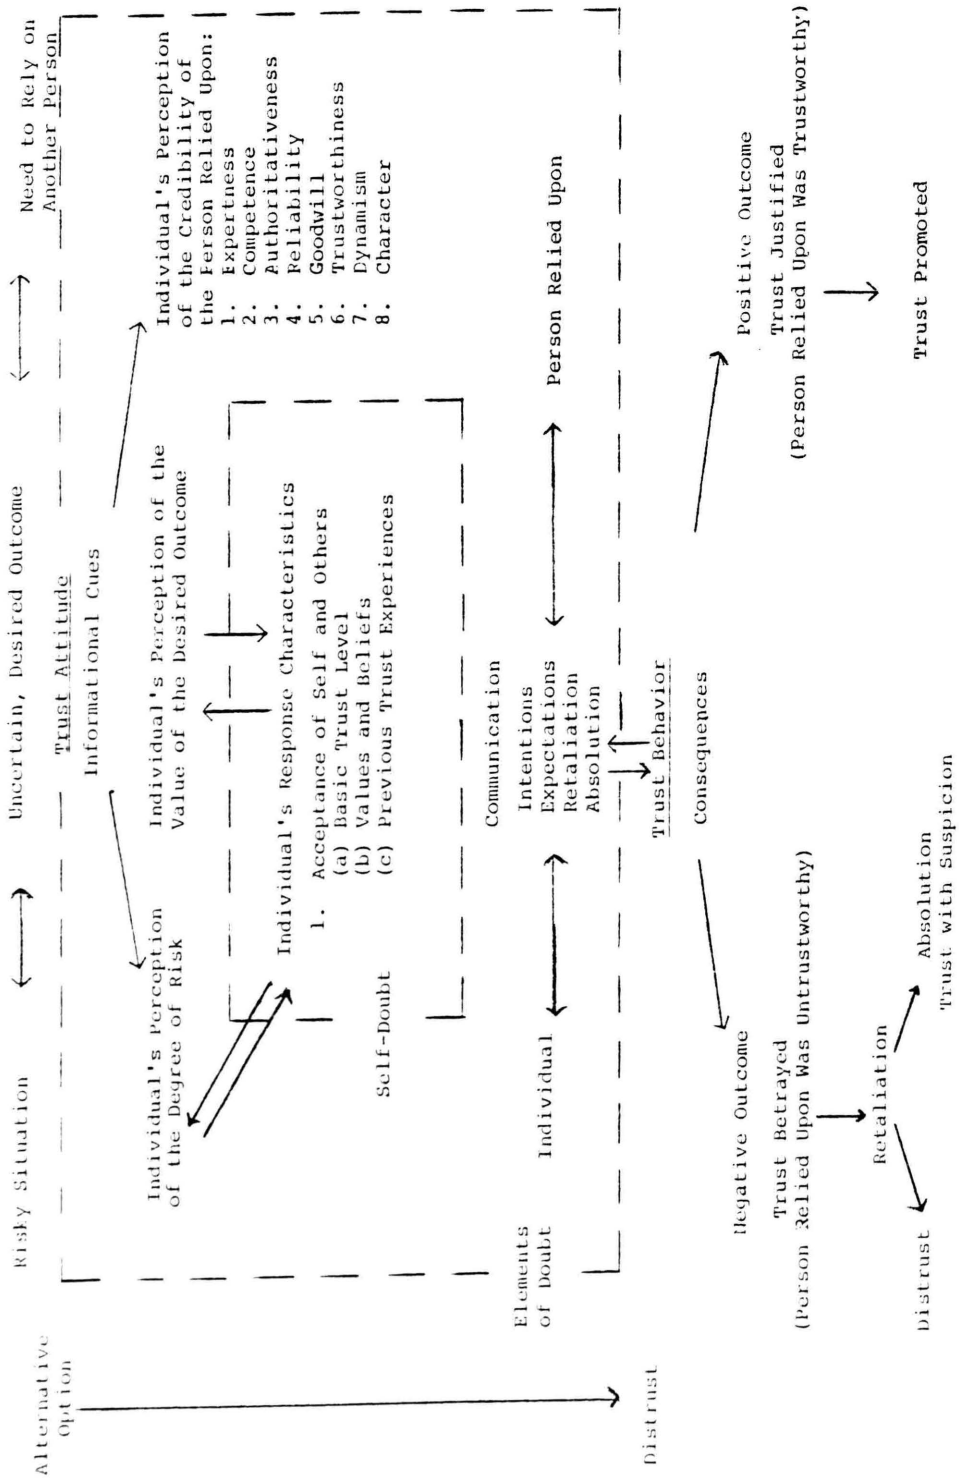 Alternative
Option
Risky Situation
Uncertain, Desired Outcome
Need to Rely on
Another Person
Trust Attitude
Informational Cues
Individual's Perception
of the Degree of Risk
Individual's Perception of the
Value of the Desired Outcome
Individual's Perception
of the Credibility of
the Person Relied Upon:
1. Expertness
2. Competence
3. Authoritativeness
4. Reliability
5. Goodwill
6. Trustworthiness
7. Dynamism
8. Character
Individual's Response Characteristics
1. Acceptance of Self and Others
(a) Basic Trust Level
(b) Values and Beliefs
(c) Previous Trust Experiences
Self-Doubt
Elements
of Doubt
Individual
Communication
Intentions
Expectations
Retaliation
Absolution
Person Relied Upon
Distrust
Trust Behavior
Consequences
Negative Outcome
Trust Betrayed
(Person Relied Upon Was Untrustworthy)
Positive Outcome
Trust Justified
(Person Relied Upon Was Trustworthy)
Retaliation
Trust Promoted
Distrust
Absolution
Trust with Suspicion